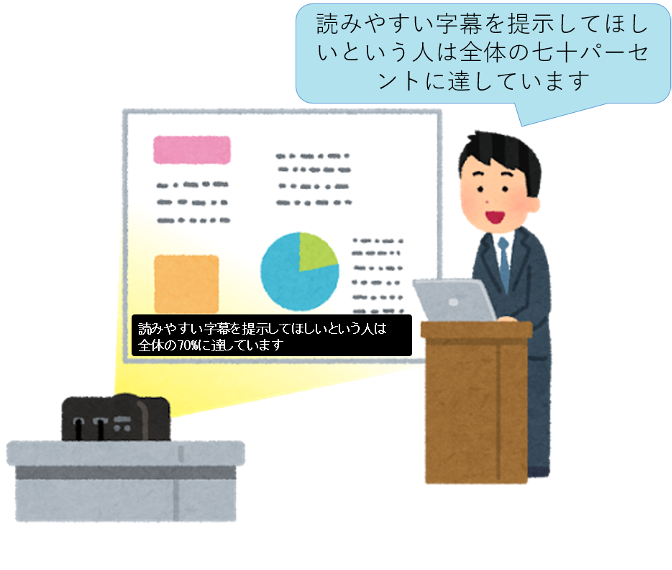 読みやすい字幕を提示してほし
いという人は全体の七十パーセ
ントに達しています
読みやすい字幕を提示してほしいという人は
全体の70%に達しています